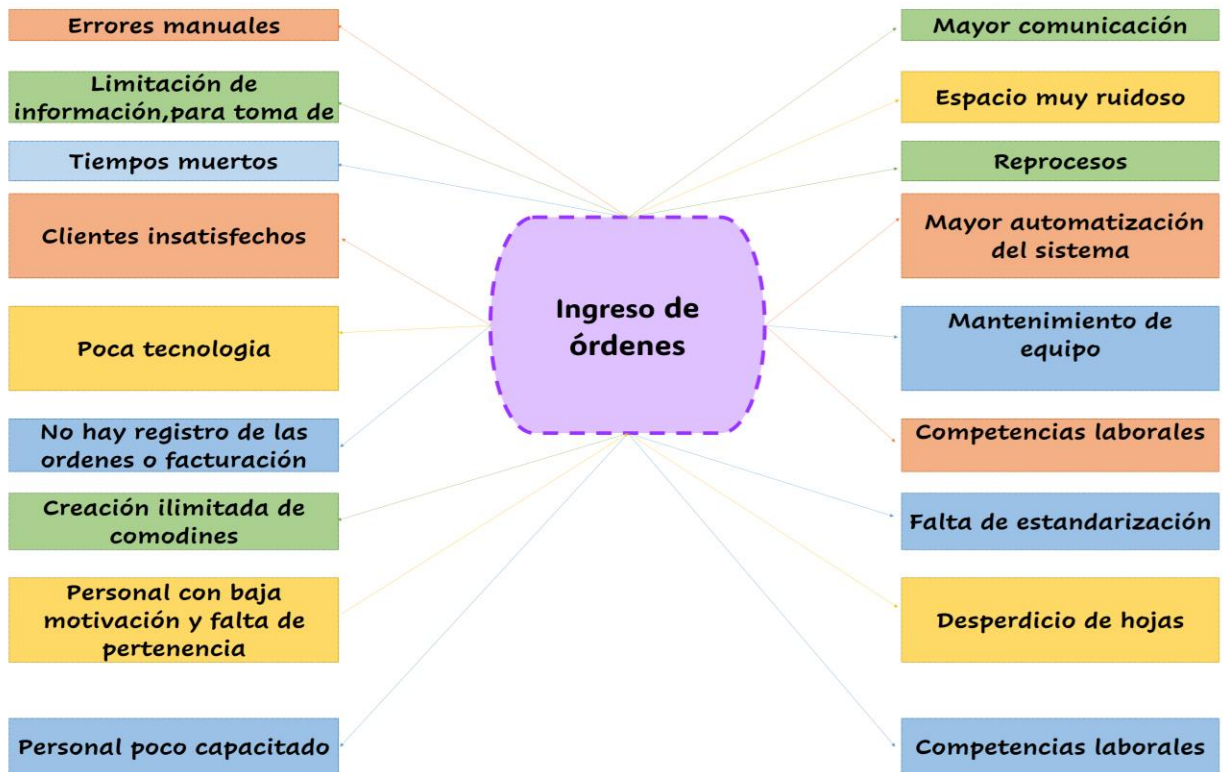 Errores manuales
Limitación de
información,para toma de
Tiempos muertos
Clientes insatisfechos
Poca tecnologia
No hay registro de las
ordenes o facturación
Creación ilimitada de
comodines
Personal con baja
motivación y falta de
pertenencia
Personal poco capacitado
Ingreso de
órdenes
Mayor comunicación
Espacio muy ruidoso
Reprocesos
Mayor automatización
del sistema
Mantenimiento de
equipo
Competencias laborales
Falta de estandarización
Desperdicio de hojas
Competencias laborales